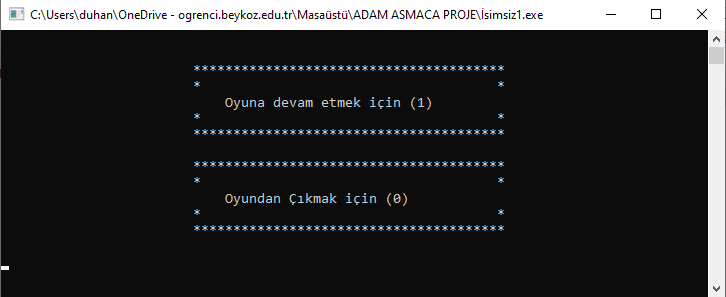 C:\Users\duhan\OneDrive - ogrenci.beykoz.edu.tr\Masaüstü\ADAM ASMACA PROJE\İsimsiz1.exe
***************************************
* *
Oyuna devam etmek için (1)
* *
***************************************
***************************************
* *
Oyundan Çıkmak için (0)
* *
***************************************